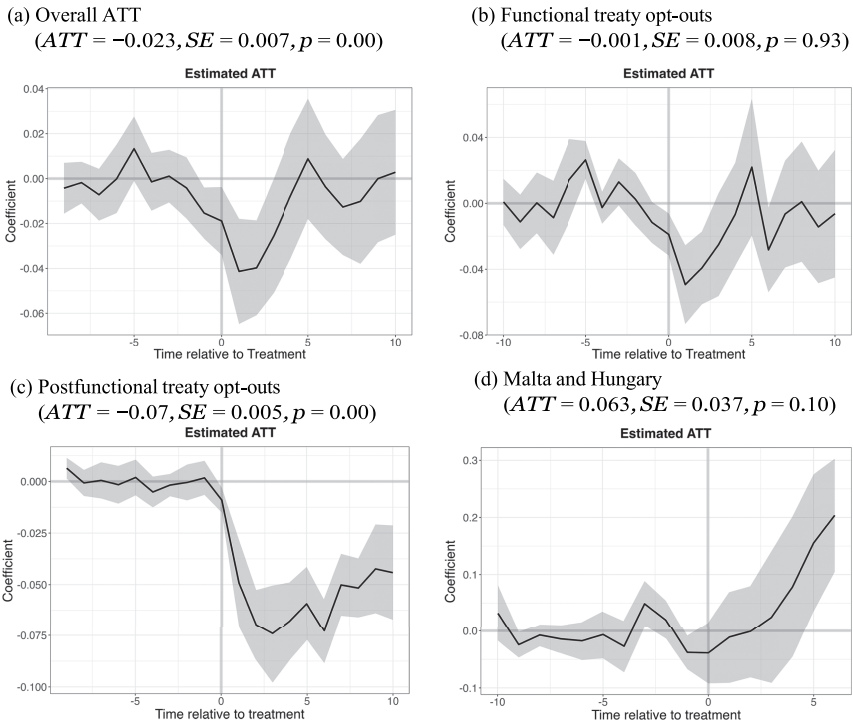 (a) Overall ATT
(ATT = −0.023, SE = 0.007, p = 0.00)
Estimated ATT
0.04
0.02
0.00
-0.02
-0.04
-0.06
Coefficient
-5
0
5
10
Time relative to Treatment
(b) Functional treaty opt-outs
(ATT = -0.001, SE = 0.008, p = 0.93)
Estimated ATT
0.04
0.00
-0.04
-0.08
Coefficient
-10
-5
0
5
10
Time relative to Treatment
(c) Postfunctional treaty opt-outs
(ATT = −0.07, SE = 0.005, p = 0.00)
Estimated ATT
0.000
-0.025
-0.050
-0.075
-0.100
Coefficient
-5
0
5
10
Time relative to treatment
(d) Malta and Hungary
(ATT = 0.063, SE = 0.037, p = 0.10)
Estimated ATT
0.3
0.2
0.1
0.0
-0.1
Coefficient
-10
-5
0
5
Time relative to treatment